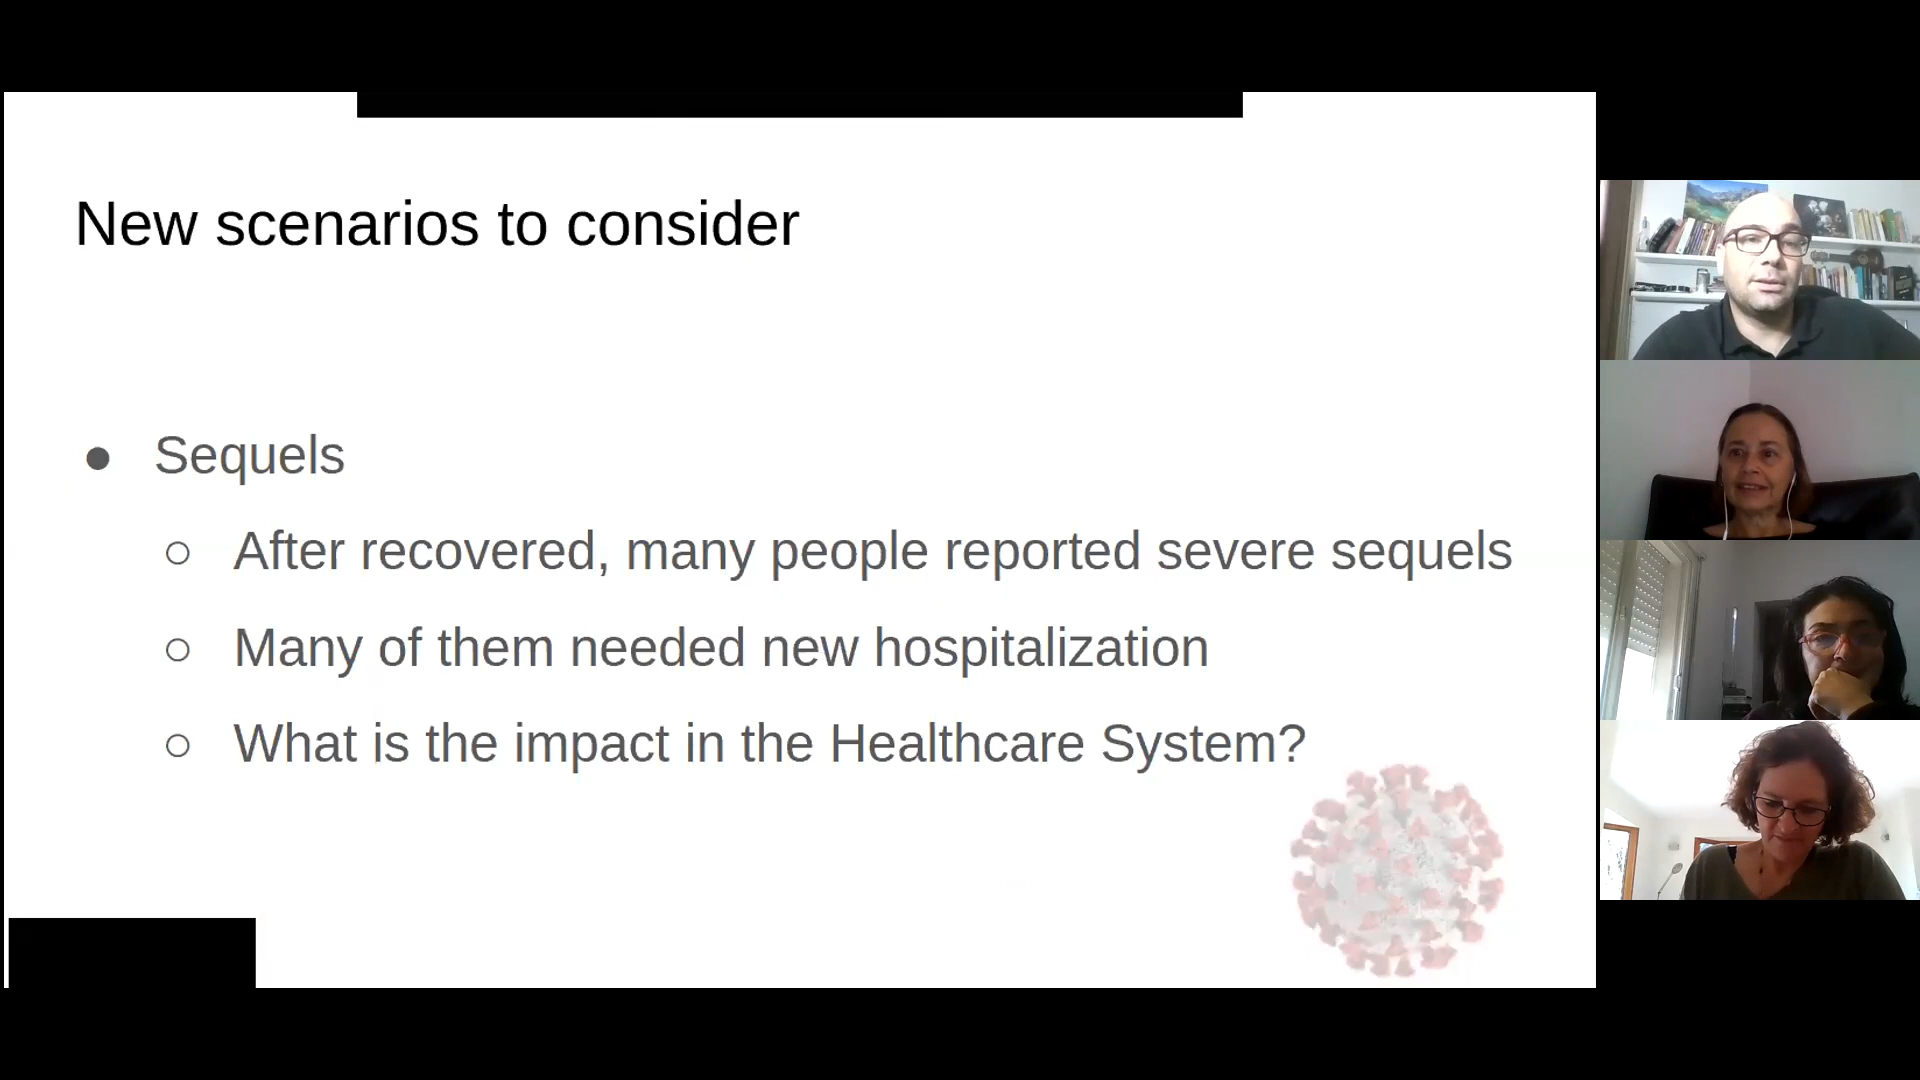 New scenarios to consider
● Sequels
○ After recovered, many people reported severe sequels
○ Many of them needed new hospitalization
○ What is the impact in the Healthcare System?